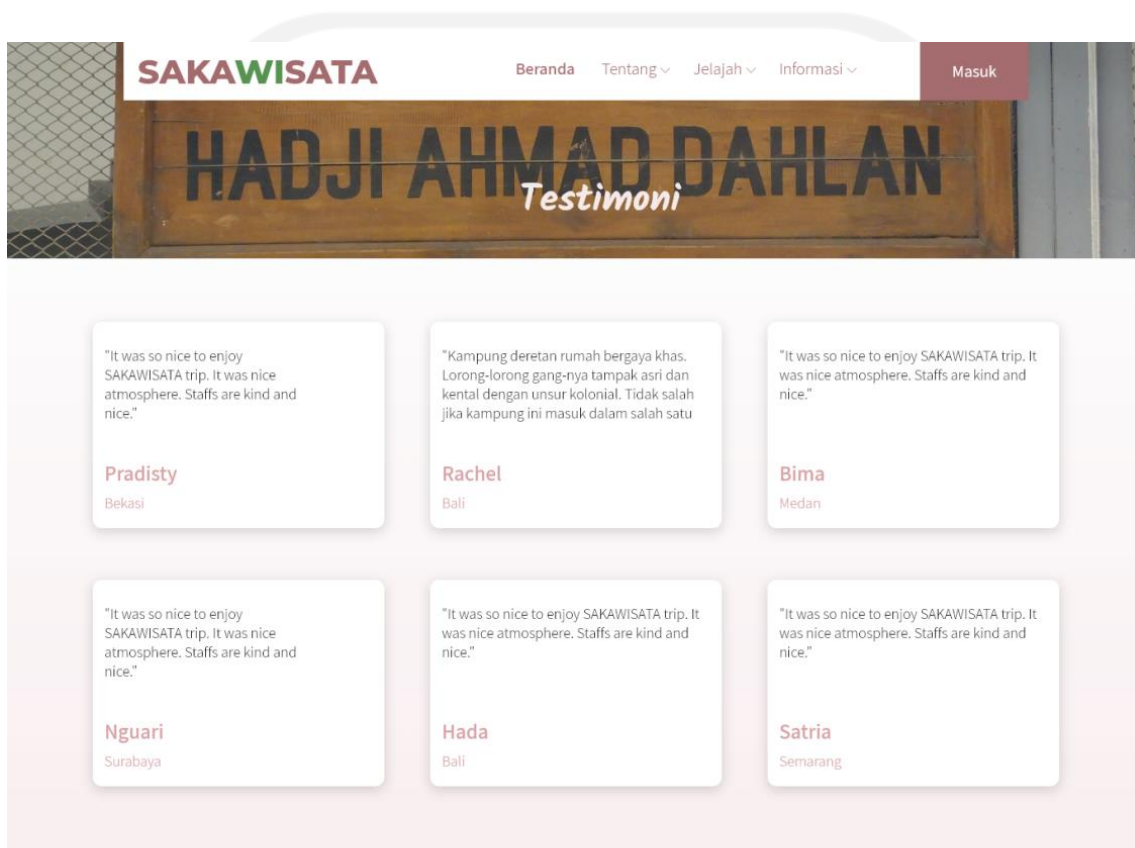 SAKAWISATA
Beranda Tentang Jelajah Informasi Masuk
HADJI AHMAD DAHLAN
Testimoni
"It was so nice to enjoy
SAKAWISATA trip. It was nice
atmosphere. Staffs are kind and
nice."
Pradisty
Bekasi
"Kampung deretan rumah bergaya khas.
Lorong-lorong gang-nya tampak asri dan
kental dengan unsur kolonial. Tidak salah
jika kampung ini masuk dalam salah satu
Rachel
Bali
"It was so nice to enjoy SAKAWISATA trip. It
was nice atmosphere. Staffs are kind and
nice."
Bima
Medan
"It was so nice to enjoy
SAKAWISATA trip. It was nice
atmosphere. Staffs are kind and
nice."
Nguari
Surabaya
"It was so nice to enjoy SAKAWISATA trip. It
was nice atmosphere. Staffs are kind and
nice."
Hada
Bali
"It was so nice to enjoy SAKAWISATA trip. It
was nice atmosphere. Staffs are kind and
nice."
Satria
Semarang